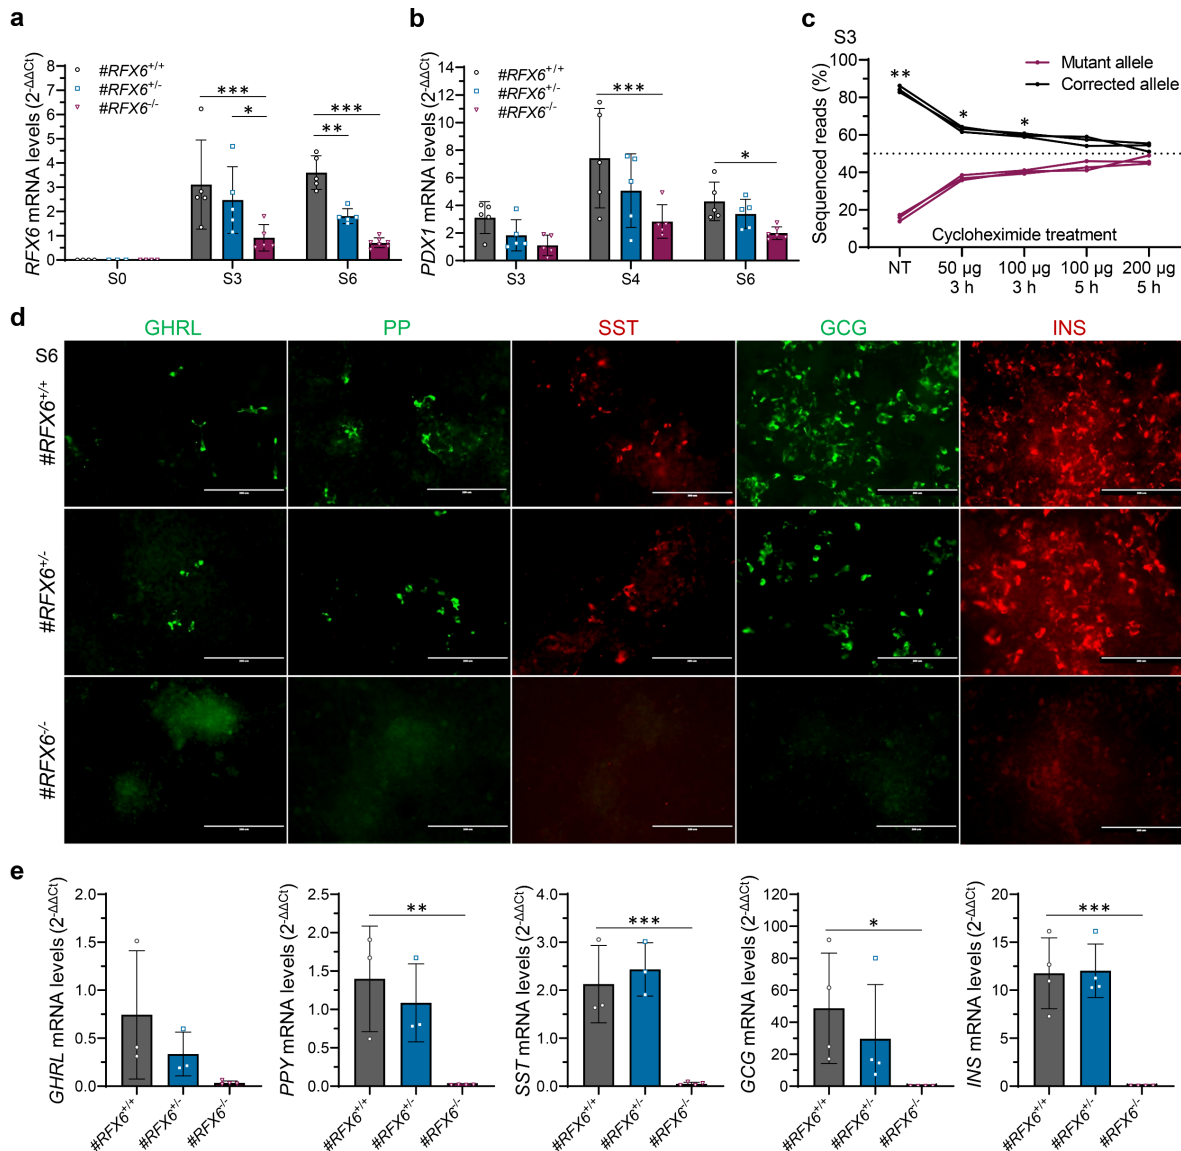 a
RFX6 mRNA levels (2-ΔΔCt)
8
7
6
5
4
3
2
1
0
#RFX6+/+
#RFX6+/-
#RFX6-/-
***
*
***
**
S0
S3
S6
b
PDX1 mRNA levels (2-ΔΔCt)
14
12
10
8
6
4
2
0
#RFX6+/+
#RFX6+/-
#RFX6-/-
***
*
S3
S4
S6
c
S3
Sequenced reads (%)
100
80
60
40
20
0
Mutant allele
Corrected allele
**
*
*
Cycloheximide treatment
NT
50 µg
3 h
100 µg
3 h
100 µg
5 h
200 µg
5 h
d
GHRL
PP
SST
GCG
INS
S6
#RFX6+/+
#RFX6+/-
#RFX6-/-
e
GHRL mRNA levels (2-ΔΔCt)
2.0
1.5
1.0
0.5
0.0
#RFX6+/+
#RFX6+/-
#RFX6-/-
PPY mRNA levels (2-ΔΔCt)
2.5
2.0
1.5
1.0
0.5
0.0
**
#RFX6+/+
#RFX6+/-
#RFX6-/-
SST mRNA levels (2-ΔΔCt)
4.0
3.0
2.0
1.0
0.0
***
#RFX6+/+
#RFX6+/-
#RFX6-/-
GCG mRNA levels (2-ΔΔCt)
120
100
80
60
40
20
0
*
#RFX6+/+
#RFX6+/-
#RFX6-/-
INS mRNA levels (2-ΔΔCt)
20
15
10
5
0
***
#RFX6+/+
#RFX6+/-
#RFX6-/-